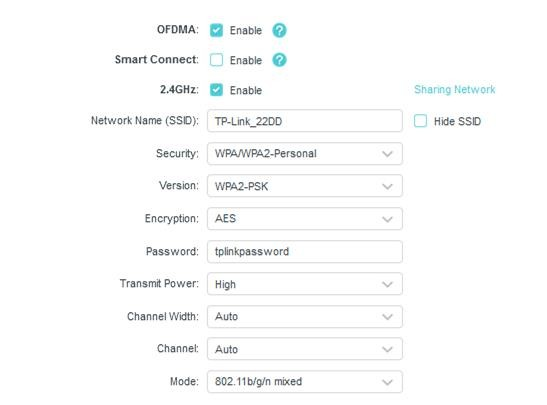 OFDMA: Enable ?
Smart Connect: Enable ?
2.4GHz: Enable Sharing Network
Network Name (SSID): TP-Link_22DD Hide SSID
Security: WPA/WPA2-Personal
Version: WPA2-PSK
Encryption: AES
Password: tplinkpassword
Transmit Power: High
Channel Width: Auto
Channel: Auto
Mode: 802.11b/g/n mixed